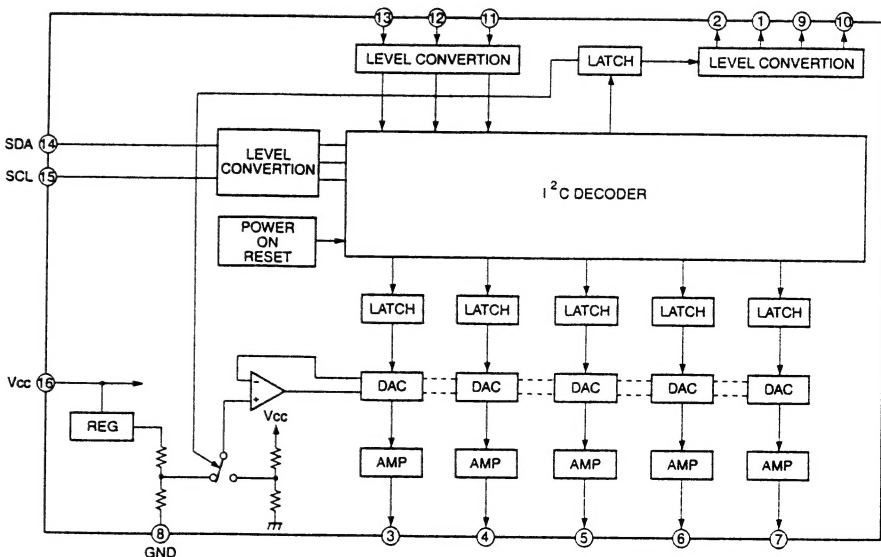 13 12 11 2 1 9 10
LEVEL CONVERTION LATCH LEVEL CONVERTION
SDA 14
SCL 15
LEVEL
CONVERTION
I²C DECODER
POWER
ON
RESET
LATCH LATCH LATCH LATCH LATCH
Vcc 16
- +
DAC DAC DAC DAC DAC
REG
Vcc
AMP AMP AMP AMP AMP
8 3 4 5 6 7
GND